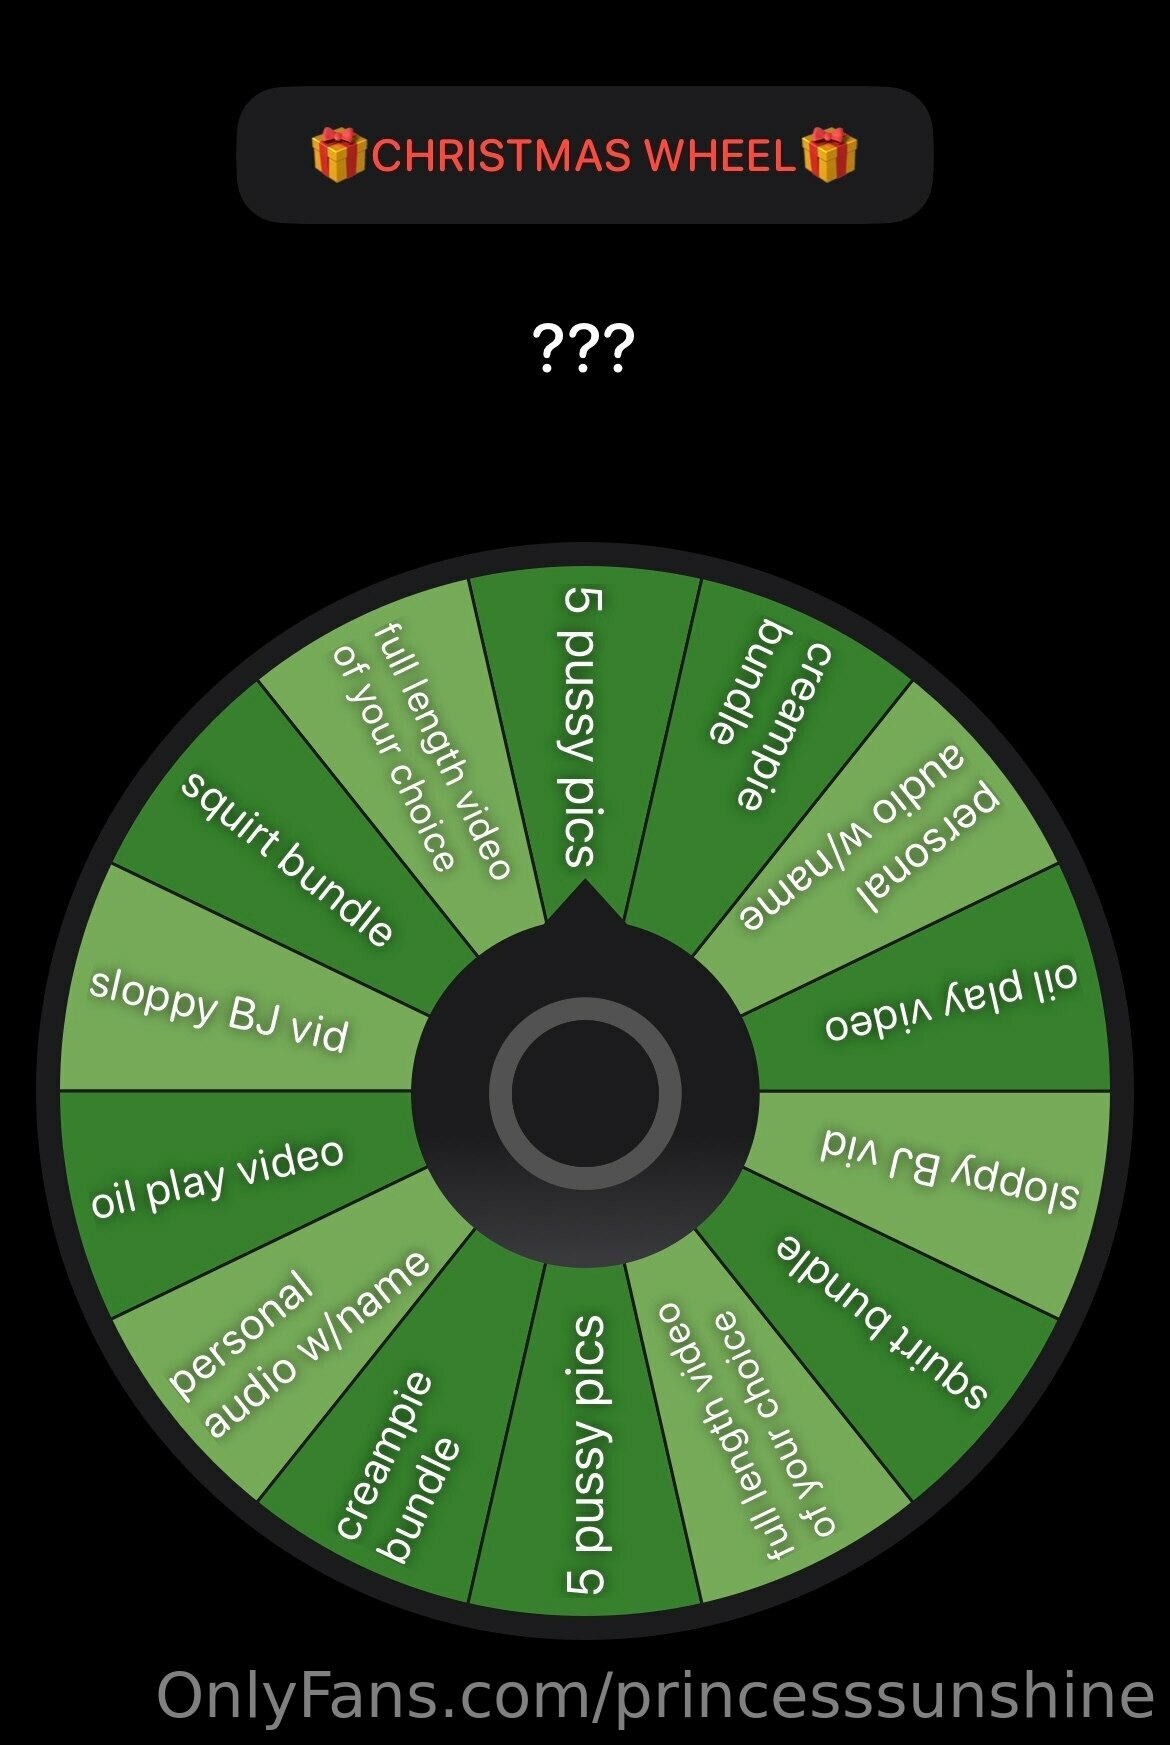 🎁CHRISTMAS WHEEL🎁
???
5 pussy pics
creampie
bundle
personal
audio w/name
oil play video
sloppy BJ vid
squirt bundle
full length video
of your choice
5 pussy pics
creampie
bundle
personal
audio w/name
oil play video
sloppy BJ vid
squirt bundle
full length video
of your choice
OnlyFans.com/princesssunshine